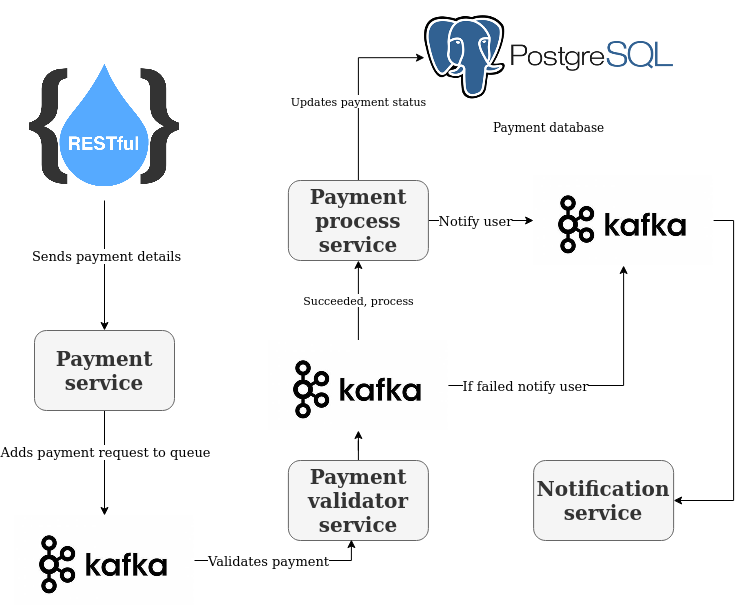 PostgreSQL
Updates payment status
Payment database
RESTful
Payment
process
service
Notify user
kafka
Sends payment details
Succeeded, process
Payment
service
kafka
If failed notify user
Adds payment request to queue
Payment
validator
service
Notification
service
kafka
Validates payment